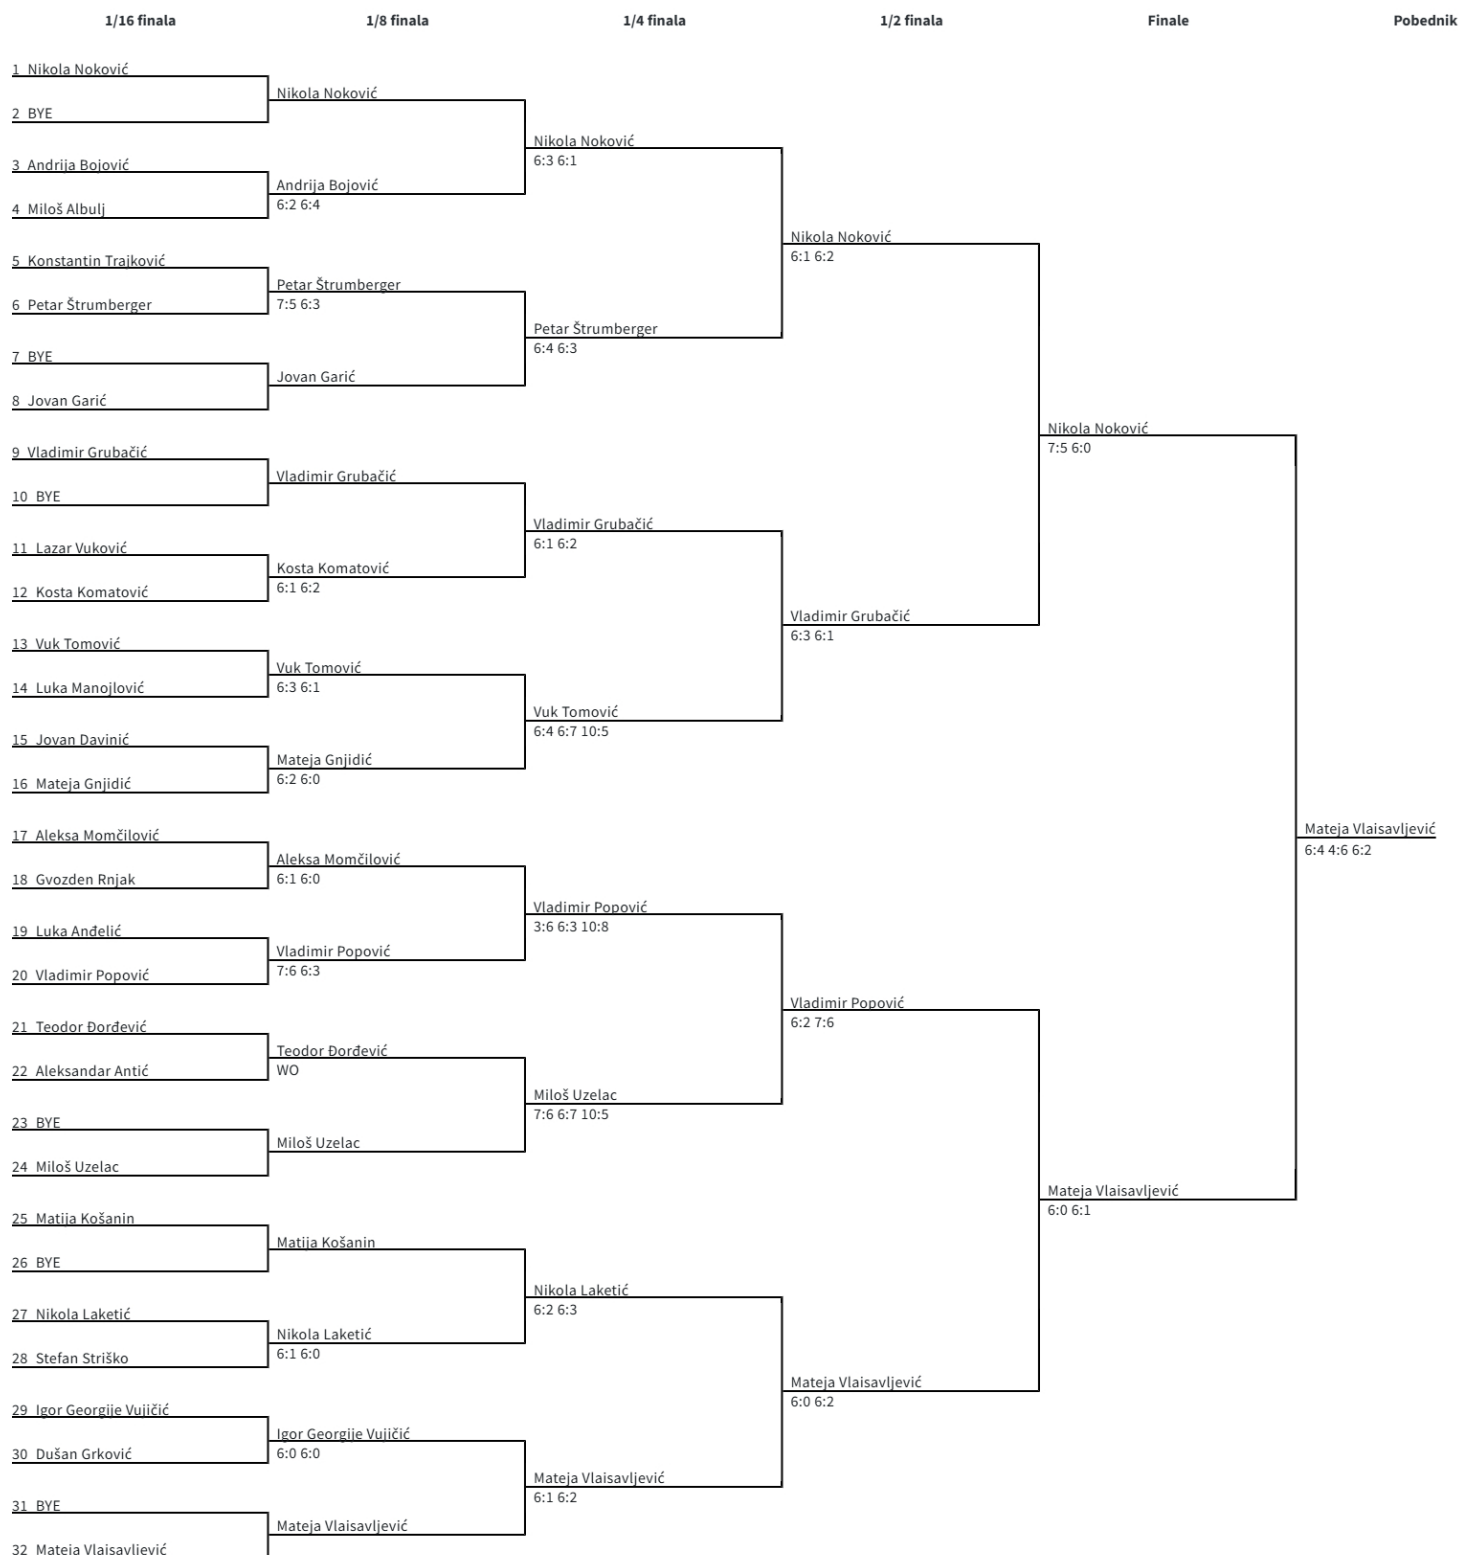 1/16 finala 1/8 finala 1/4 finala 1/2 finala Finale Pobednik
1 Nikola Noković
2 BYE
3 Andrija Bojović
4 Miloš Albulj
5 Konstantin Trajković
6 Petar Štrumberger
7 BYE
8 Jovan Garić
9 Vladimir Grubačić
10 BYE
11 Lazar Vuković
12 Kosta Komatović
13 Vuk Tomović
14 Luka Manojlović
15 Jovan Davinić
16 Mateja Gnjidić
17 Aleksa Momčilović
18 Gvozden Rnjak
19 Luka Anđelić
20 Vladimir Popović
21 Teodor Đorđević
22 Aleksandar Antić
23 BYE
24 Miloš Uzelac
25 Matija Košanin
26 BYE
27 Nikola Laketić
28 Stefan Striško
29 Igor Georgije Vujičić
30 Dušan Grković
31 BYE
32 Mateja Vlaisavljević
Nikola Noković
Andrija Bojović
6:2 6:4
Petar Štrumberger
7:5 6:3
Jovan Garić
Vladimir Grubačić
Kosta Komatović
6:1 6:2
Vuk Tomović
6:3 6:1
Mateja Gnjidić
6:2 6:0
Aleksa Momčilović
6:1 6:0
Vladimir Popović
7:6 6:3
Teodor Đorđević
WO
Miloš Uzelac
Matija Košanin
Nikola Laketić
6:1 6:0
Igor Georgije Vujičić
6:0 6:0
Mateja Vlaisavljević
Nikola Noković
6:3 6:1
Petar Štrumberger
6:4 6:3
Vladimir Grubačić
6:1 6:2
Vuk Tomović
6:4 6:7 10:5
Vladimir Popović
3:6 6:3 10:8
Miloš Uzelac
7:6 6:7 10:5
Nikola Laketić
6:2 6:3
Mateja Vlaisavljević
6:1 6:2
Nikola Noković
6:1 6:2
Vladimir Grubačić
6:3 6:1
Vladimir Popović
6:2 7:6
Mateja Vlaisavljević
6:0 6:2
Nikola Noković
7:5 6:0
Mateja Vlaisavljević
6:0 6:1
Mateja Vlaisavljević
6:4 4:6 6:2